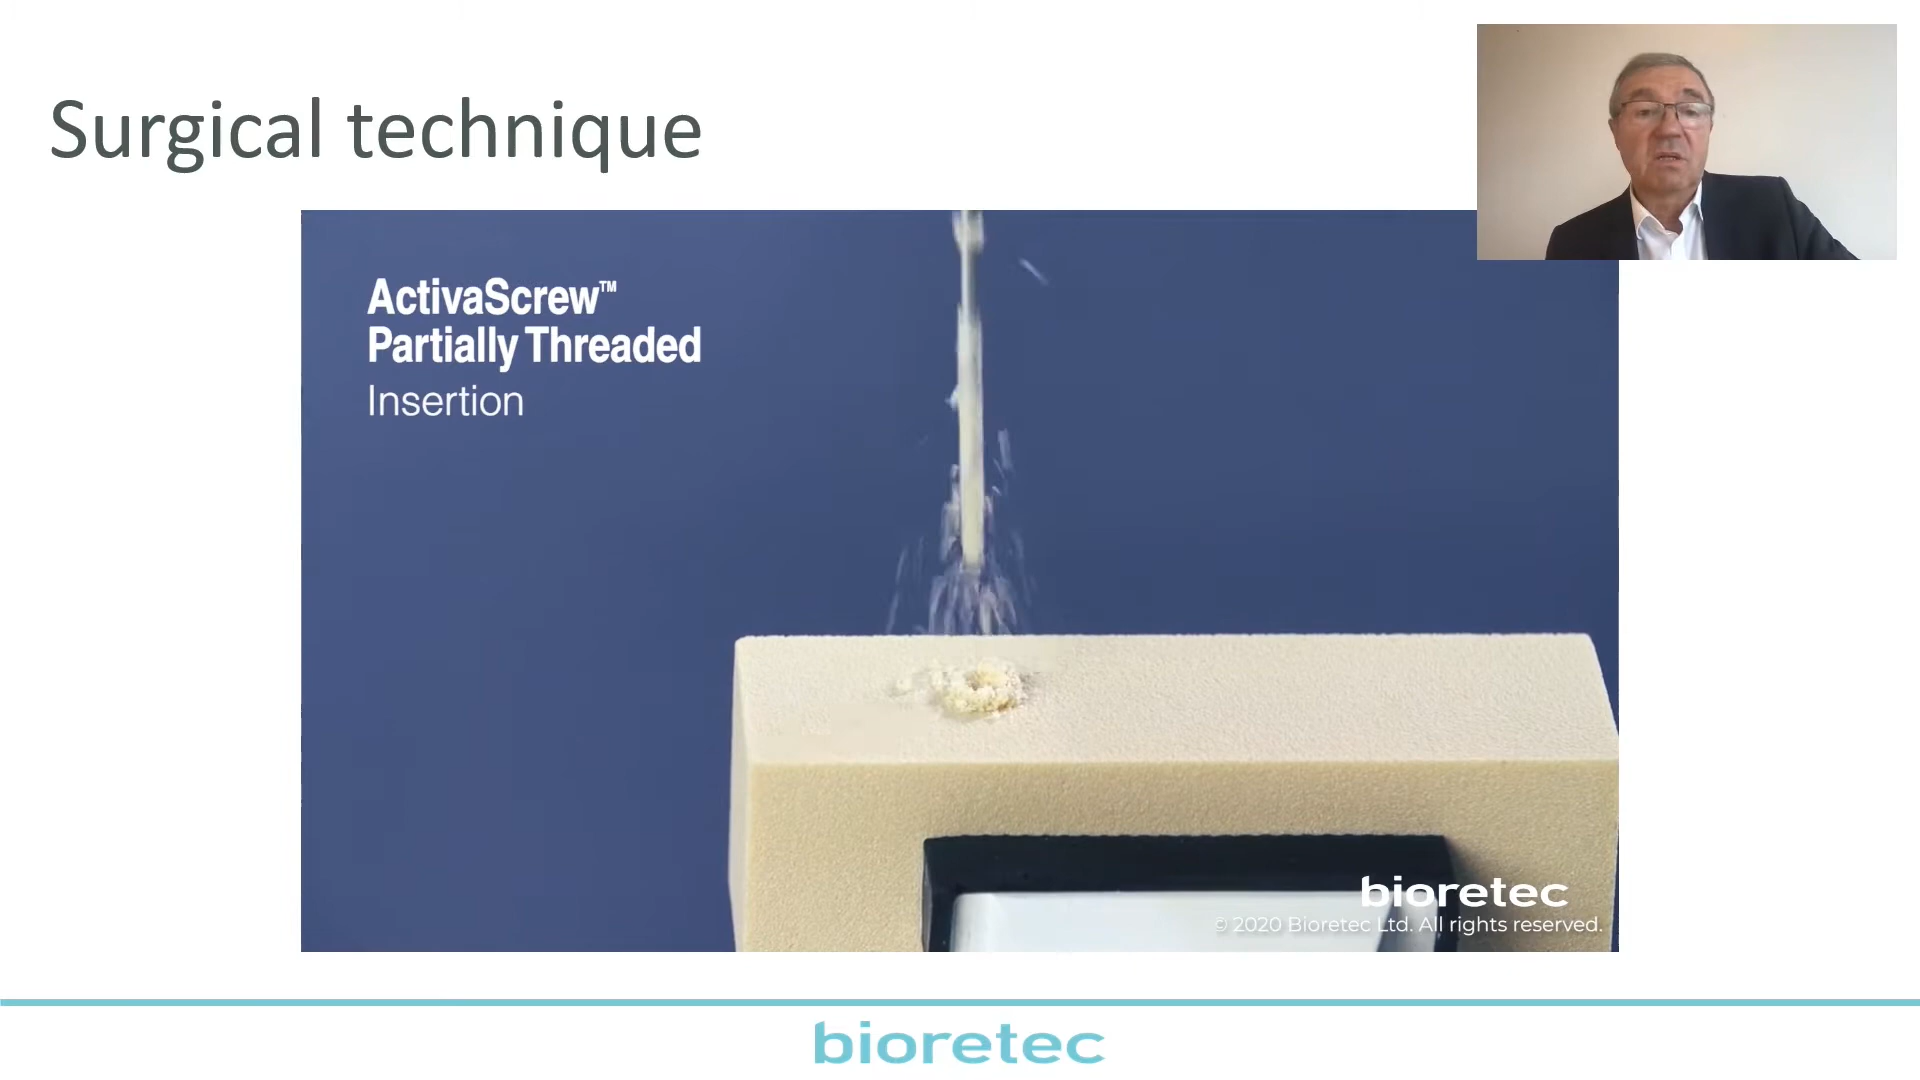 Surgical technique
ActivaScrew™
Partially Threaded
Insertion
bioretec
© 2020 Bioretec Ltd. All rights reserved.
bioretec